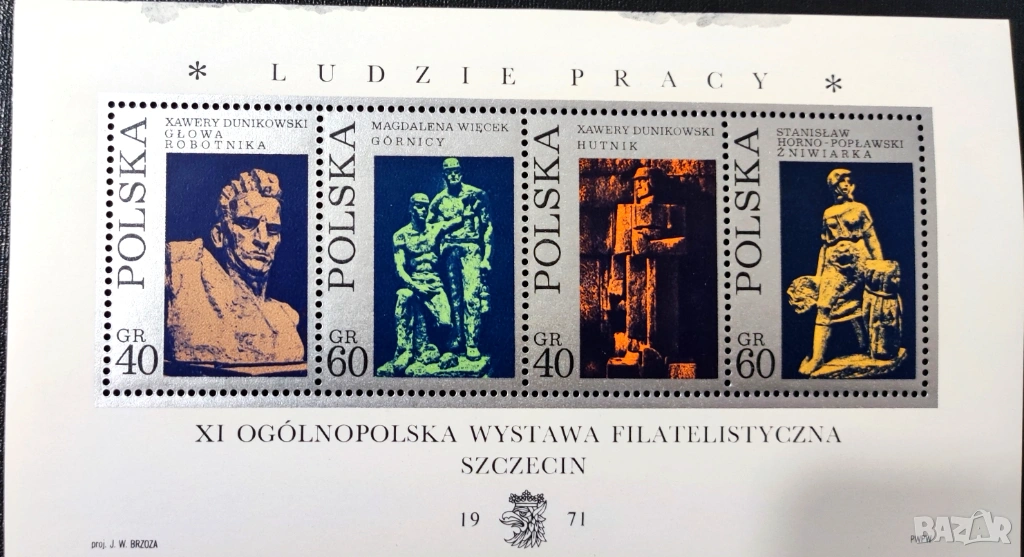 * LUDZIE PRACY *
POLSKA
XAWERY DUNIKOWSKI
GŁOWA
ROBOTNIKA
GR
40
POLSKA
MAGDALENA WIĘCEK
GÓRNICY
GR
60
POLSKA
XAWERY DUNIKOWSKI
HUTNIK
GR
40
POLSKA
STANISŁAW
HORNO-POPŁAWSKI
ŻNIWIARKA
GR
60
XI OGÓLNOPOLSKA WYSTAWA FILATELISTYCZNA
SZCZECIN
19 71
proj. J. W. BRZOZA
PWPW
BAZAR